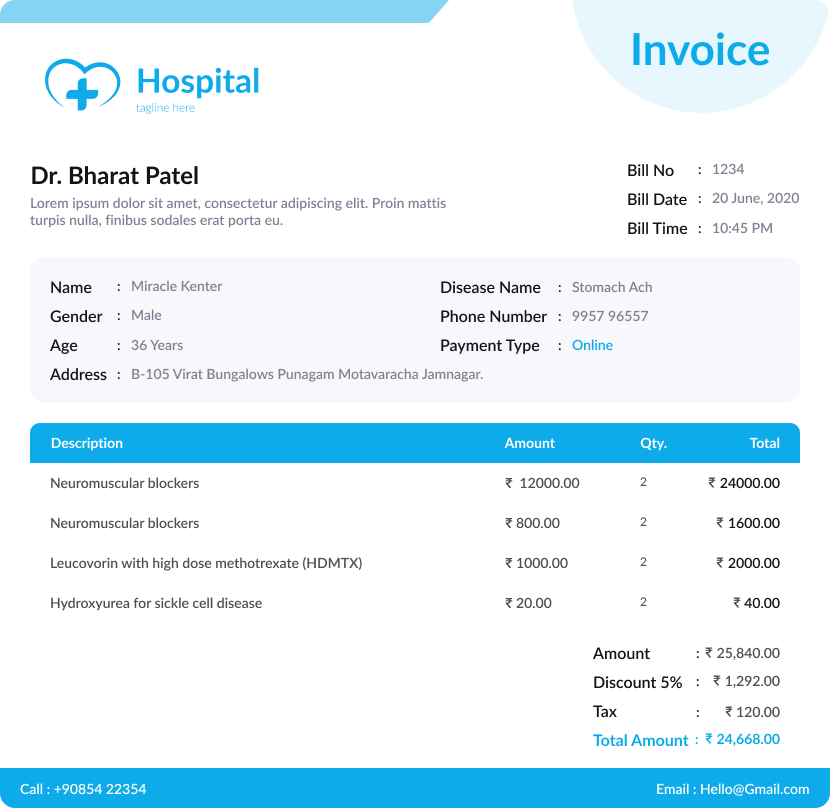 Invoice
Hospital
tagline here
Dr. Bharat Patel
Lorem ipsum dolor sit amet, consectetur adipiscing elit. Proin mattis
turpis nulla, finibus sodales erat porta eu.
Bill No : 1234
Bill Date : 20 June, 2020
Bill Time : 10:45 PM
Name : Miracle Kenter Disease Name : Stomach Ach
Gender : Male Phone Number : 9957 96557
Age : 36 Years Payment Type : Online
Address : B-105 Virat Bungalows Punagam Motavaracha Jamnagar.
Description Amount Qty. Total
Neuromuscular blockers ₹ 12000.00 2 ₹ 24000.00
Neuromuscular blockers ₹ 800.00 2 ₹ 1600.00
Leucovorin with high dose methotrexate (HDMTX) ₹ 1000.00 2 ₹ 2000.00
Hydroxyurea for sickle cell disease ₹ 20.00 2 ₹ 40.00
Amount : ₹ 25,840.00
Discount 5% : ₹ 1,292.00
Tax : ₹ 120.00
Total Amount : ₹ 24,668.00
Call : +90854 22354 Email : Hello@Gmail.com